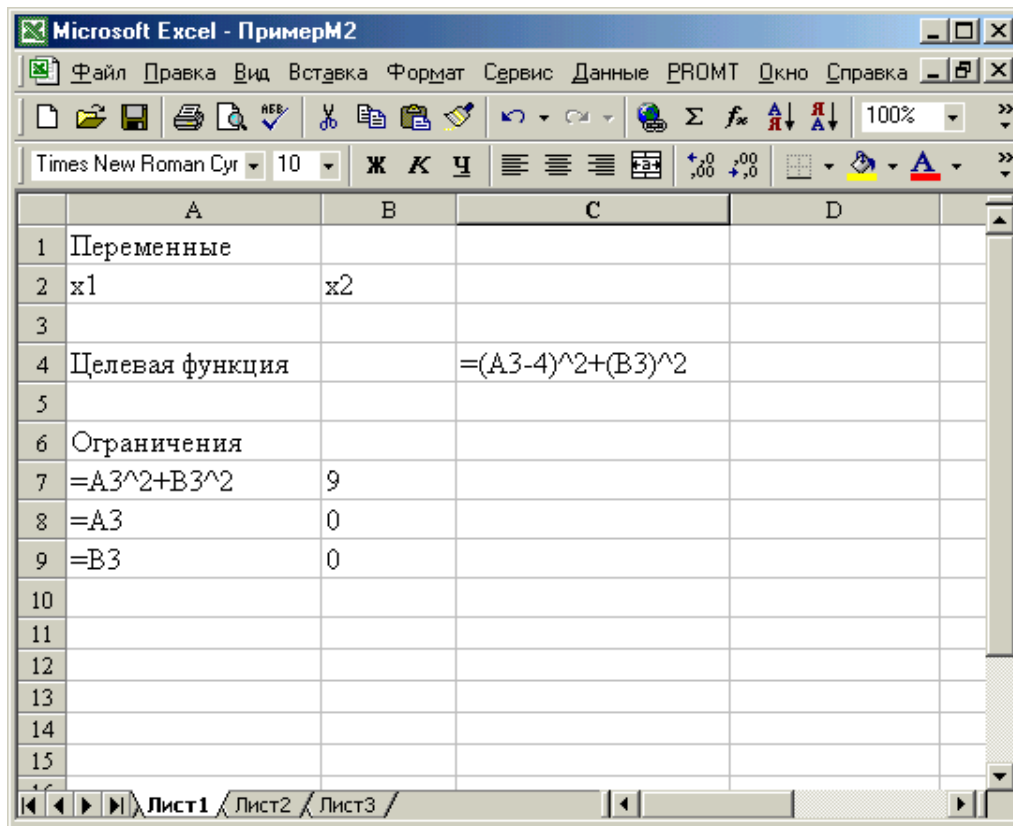 Microsoft Excel - ПримерМ2
Файл Правка Вид Вставка Формат Сервис Данные PROMT Окно Справка
100%
Times New Roman Cyr 10 Ж К Ч
A B C D
1 Переменные
2 x1 x2
3
4 Целевая функция =(A3-4)^2+(B3)^2
5
6 Ограничения
7 =A3^2+B3^2 9
8 =A3 0
9 =B3 0
10
11
12
13
14
15
Лист1 Лист2 Лист3